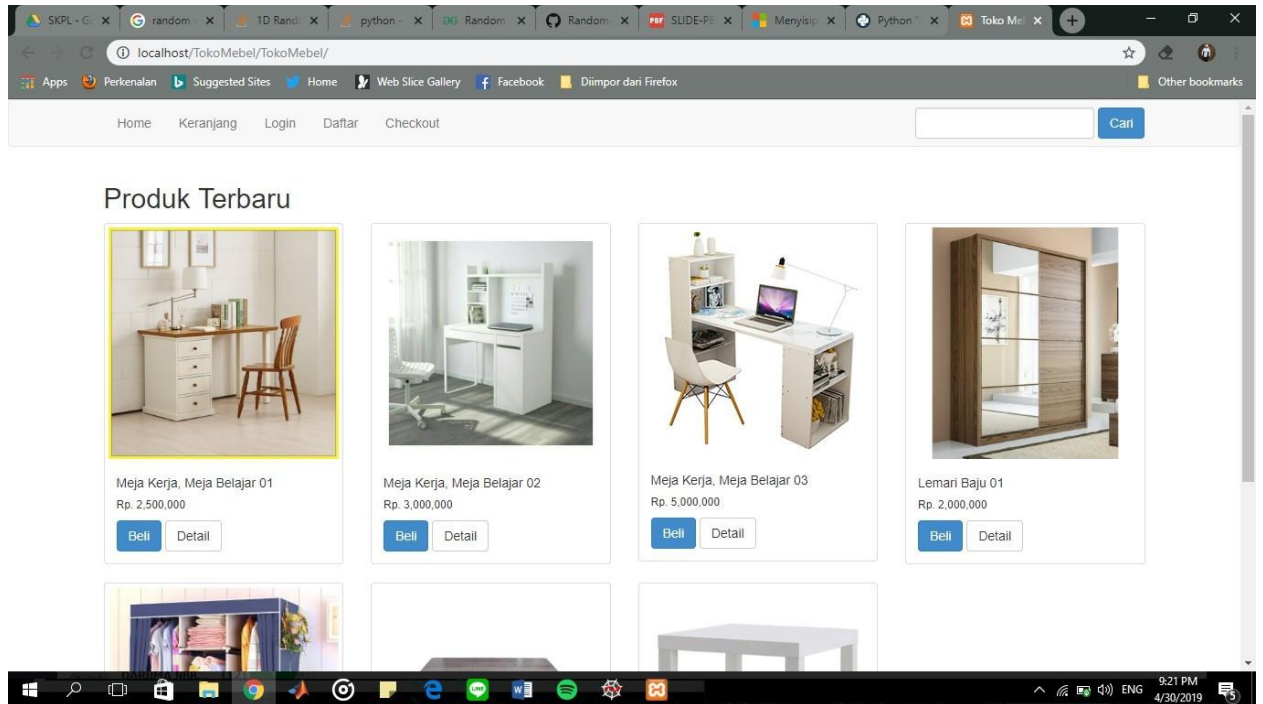 SKPL - G
random
1D Rand
python -
Random
Random
SLIDE-PE
Menyisip
Python
Toko Me
localhost/TokoMebel/TokoMebel/
Apps Perkenalan Suggested Sites Home Web Slice Gallery Facebook Diimpor dari Firefox Other bookmarks
Home Keranjang Login Daftar Checkout Cari
Produk Terbaru
Meja Kerja, Meja Belajar 01
Rp. 2,500,000
Beli Detail
Meja Kerja, Meja Belajar 02
Rp. 3,000,000
Beli Detail
Meja Kerja, Meja Belajar 03
Rp. 5,000,000
Beli Detail
Lemari Baju 01
Rp. 2,000,000
Beli Detail
ENG
9:21 PM
4/30/2019
5